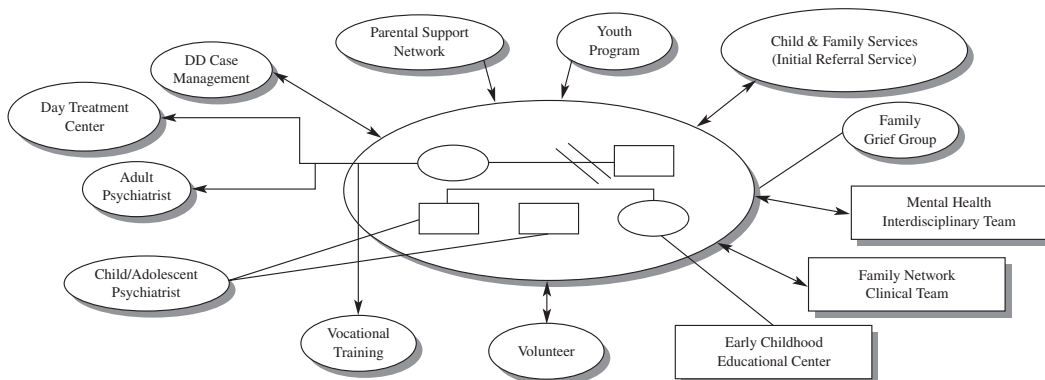 Parental Support
Network
Youth
Program
Child & Family Services
(Initial Referral Service)
DD Case
Management
Day Treatment
Center
Family
Grief Group
Adult
Psychiatrist
Mental Health
Interdisciplinary Team
Child/Adolescent
Psychiatrist
Family Network
Clinical Team
Vocational
Training
Volunteer
Early Childhood
Educational Center